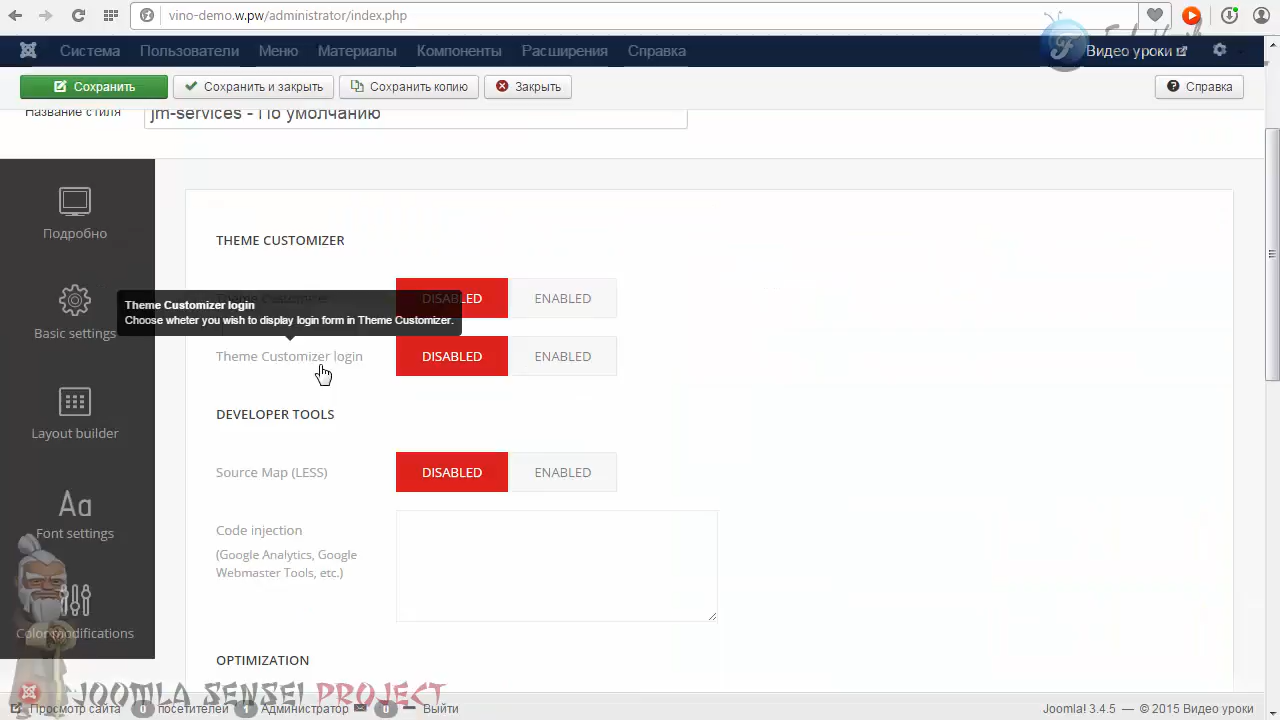 vino-demo.w.pw/administrator/index.php
Система Пользователи Меню Материалы Компоненты Расширения Справка Видео уроки
Сохранить Сохранить и закрыть Сохранить копию Закрыть Справка
Название стиля jm-services - По умолчанию
Подробно
Basic settings
Layout builder
Aa
Font settings
Color modifications
THEME CUSTOMIZER
DISABLED ENABLED
Theme Customizer login
Choose wheter you wish to display login form in Theme Customizer.
Theme Customizer login DISABLED ENABLED
DEVELOPER TOOLS
Source Map (LESS) DISABLED ENABLED
Code injection
(Google Analytics, Google
Webmaster Tools, etc.)
OPTIMIZATION
JOOMLA SENSEI PROJECT
Просмотр сайта 0 посетителей 1 Администратор 0 Выйти
Joomla! 3.4.5 — © 2015 Видео уроки